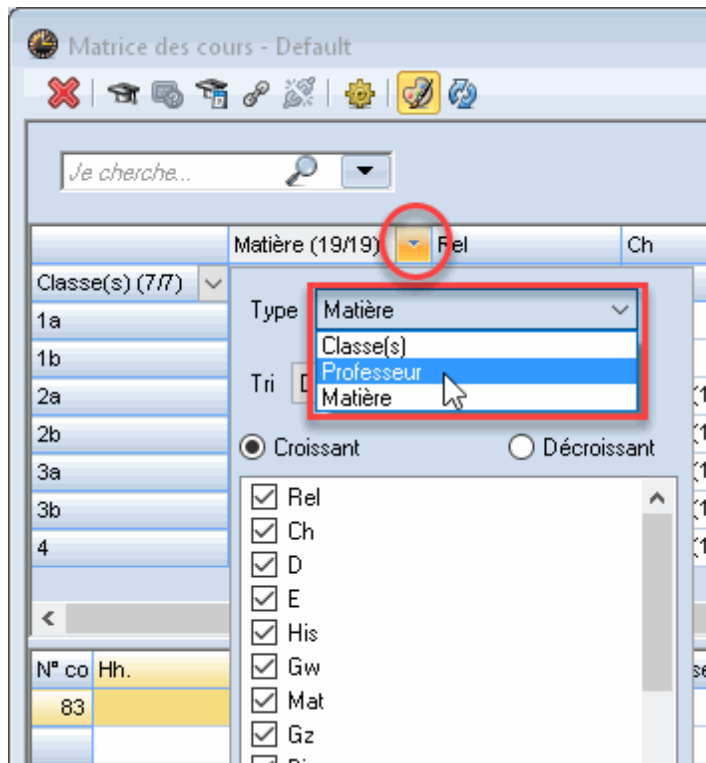 Matrice des cours - Default
Je cherche...
Matière (19/19) Rel Ch
Classe(s) (7/7)
1a
1b
2a
2b
3a
3b
4
Type Matière
Classe(s)
Professeur
Matière
Tri
Croissant Décroissant
Rel
Ch
D
E
His
Gw
Mat
Gz
N° co Hh.
83